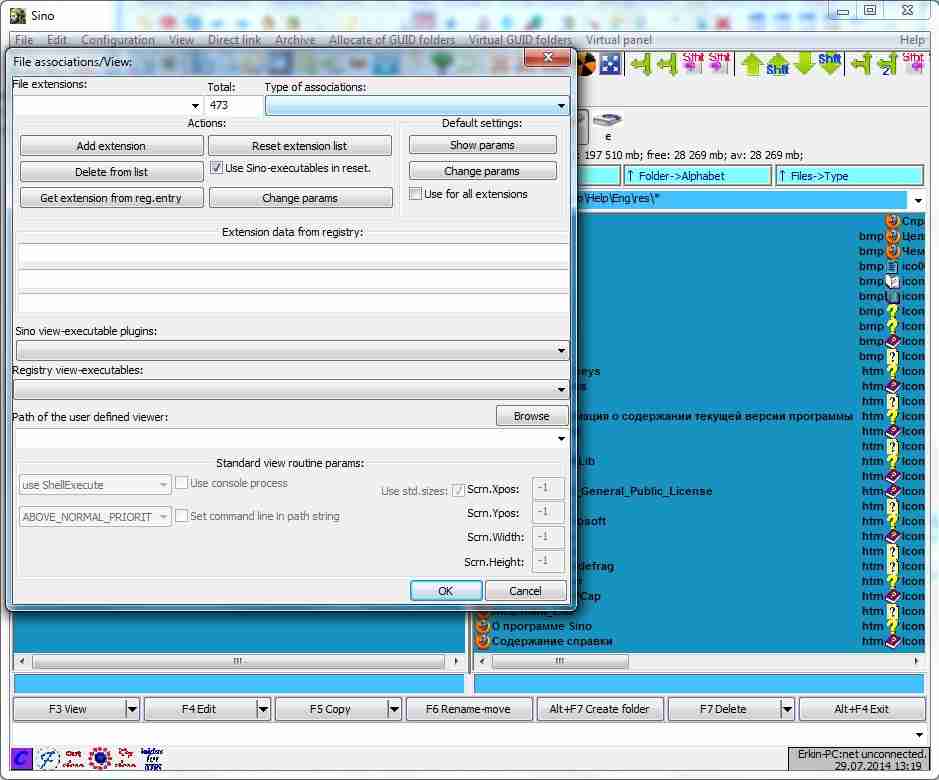 Sino
File Edit Configuration View Direct link Archive Allocate of GUID folders Virtual GUID folders Virtual panel Help
File associations/View:
File extensions: Total: Type of associations:
473
Shft Shft Shft Shft 2 Shft
Actions: Default settings:
Add extension Reset extension list Show params
e
197 510 mb; free: 28 269 mb; av: 28 269 mb;
Delete from list Use Sino-executables in reset. Change params
↑ Folder->Alphabet ↑ Files->Type
Get extension from reg.entry Change params Use for all extensions
\Help\Eng\res\*
Extension data from registry:
Спр
bmp Цел
bmp Чем
bmp ico0
bmp icon
bmp icon
bmp Icon
bmp Icon
bmp Icon
bmp Icon
Sino view-executable plugins:
Registry view-executables:
eys htm Icon
htm Icon
htm Icon
Path of the user defined viewer: Browse
мация о содержании текущей версии программы htm Icon
htm Icon
htm Icon
Standard view routine params:
Lib htm Icon
htm Icon
use ShellExecute Use console process Use std.sizes: Scrn.Xpos: -1
_General_Public_License htm Icon
htm Icon
ABOVE_NORMAL_PRIORIT Set command line in path string Scrn.Ypos: -1
osoft htm Icon
Scrn.Width: -1
htm Icon
htm Icon
Scrn.Height: -1
defrag htm Icon
htm Icon
OK Cancel
Cap htm Icon
htm Icon
О программе Sino htm Icon
Содержание справки htm Icon
F3 View F4 Edit F5 Copy F6 Rename-move Alt+F7 Create folder F7 Delete Alt+F4 Exit
Erkin-PC:net unconnected.
29.07.2014 13:19